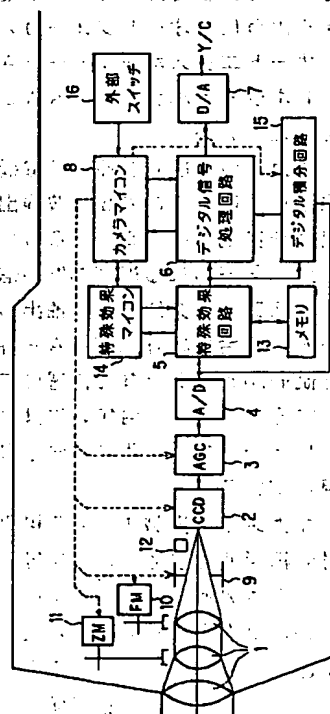 16
外部
スイッチ
8
カメラマイコン
14
特殊効果
マイコン
5
特殊効果
回路
6
デジタル信号
処理回路
7
D/A
Y/C
15
デジタル積分回路
13
メモリ
4
A/D
3
AGC
2
CCD
12
9
10
FM
11
ZM
1